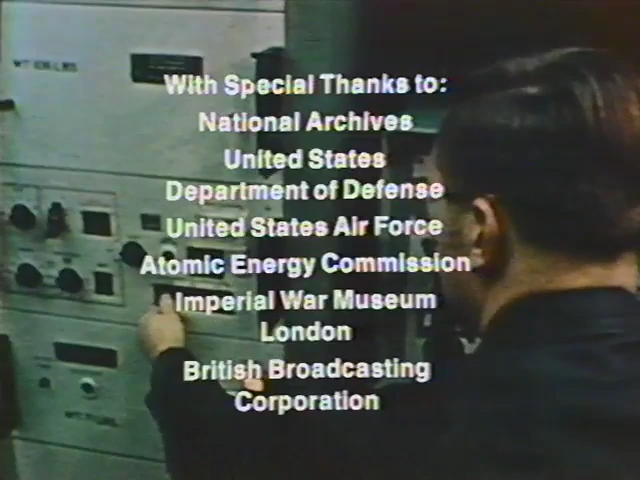 With Special Thanks to:
National Archives
United States
Department of Defense
United States Air Force
Atomic Energy Commission
Imperial War Museum
London
British Broadcasting
Corporation